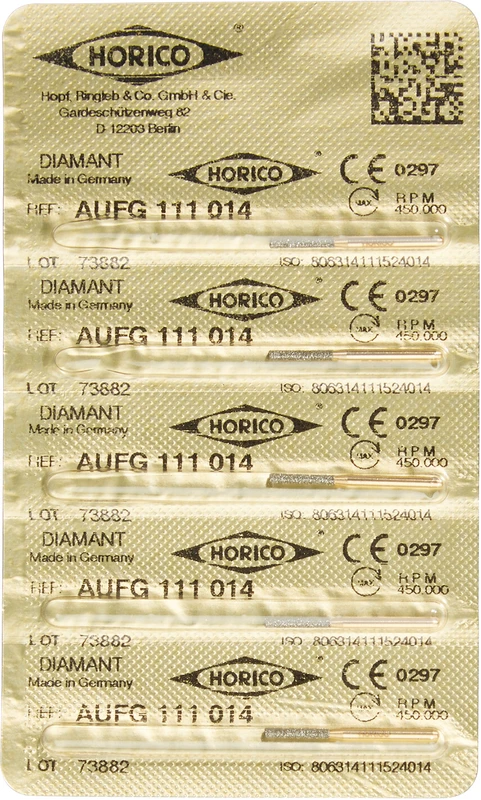 HORICO ®
Hopf, Ringleb & Co. GmbH & Cie.
Gardeschützenweg 82
D 12203 Berlin
DIAMANT HORICO ® CE 0297
Made in Germany
REF: AUFG 111 014 MAX. RPM 450.000
LOT 73882 ISO: 806314111524014
DIAMANT HORICO ® CE 0297
Made in Germany
REF: AUFG 111 014 MAX. RPM 450.000
LOT 73882 ISO: 806314111524014
DIAMANT HORICO ® CE 0297
Made in Germany
REF: AUFG 111 014 MAX. RPM 450.000
LOT 73882 ISO: 806314111524014
DIAMANT HORICO ® CE 0297
Made in Germany
REF: AUFG 111 014 MAX. RPM 450.000
LOT 73882 ISO: 806314111524014
DIAMANT HORICO ® CE 0297
Made in Germany
REF: AUFG 111 014 MAX. RPM 450.000
LOT 73882 ISO: 806314111524014